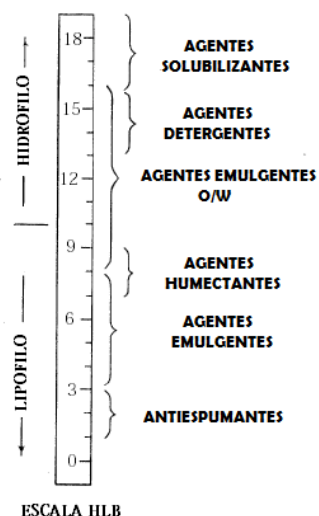 18
AGENTES
SOLUBILIZANTES
HIDROFILO
15
AGENTES
DETERGENTES
12
AGENTES EMULGENTES
O/W
9
AGENTES
HUMECTANTES
LIPOFILO
6
AGENTES
EMULGENTES
3
ANTIESPUMANTES
0
ESCALA HLB